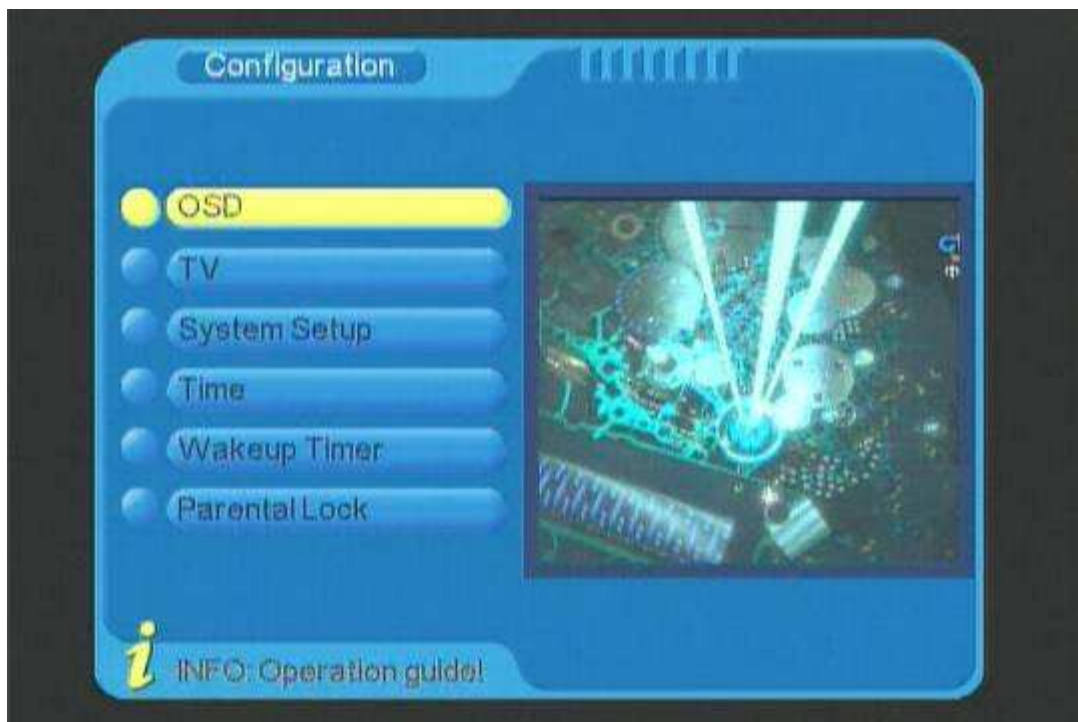 Configuration
OSD
TV
System Setup
Time
Wakeup Timer
Parental Lock
INFO: Operation guide!